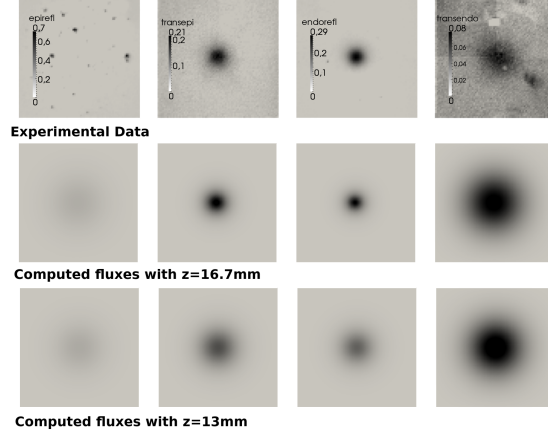 epirefl
0,7
0,6
0,4
0,2
0
transepi
0,21
0,2
0,1
0
endorefl
0,29
0,2
0,1
0
transendo
0,08
0,06
0,04
0,02
0
Experimental Data
Computed fluxes with z=16.7mm
Computed fluxes with z=13mm